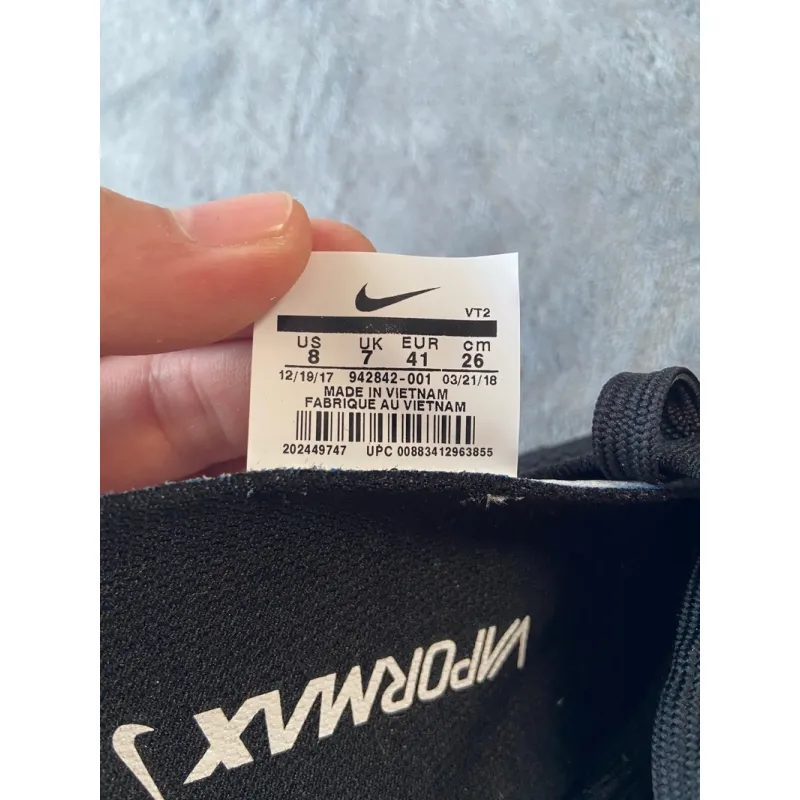 VT2
US UK EUR cm
8 7 41 26
12/19/17 942842-001 03/21/18
MADE IN VIETNAM
FABRIQUE AU VIETNAM
202449747 UPC 00883412963855
VAPORMAX